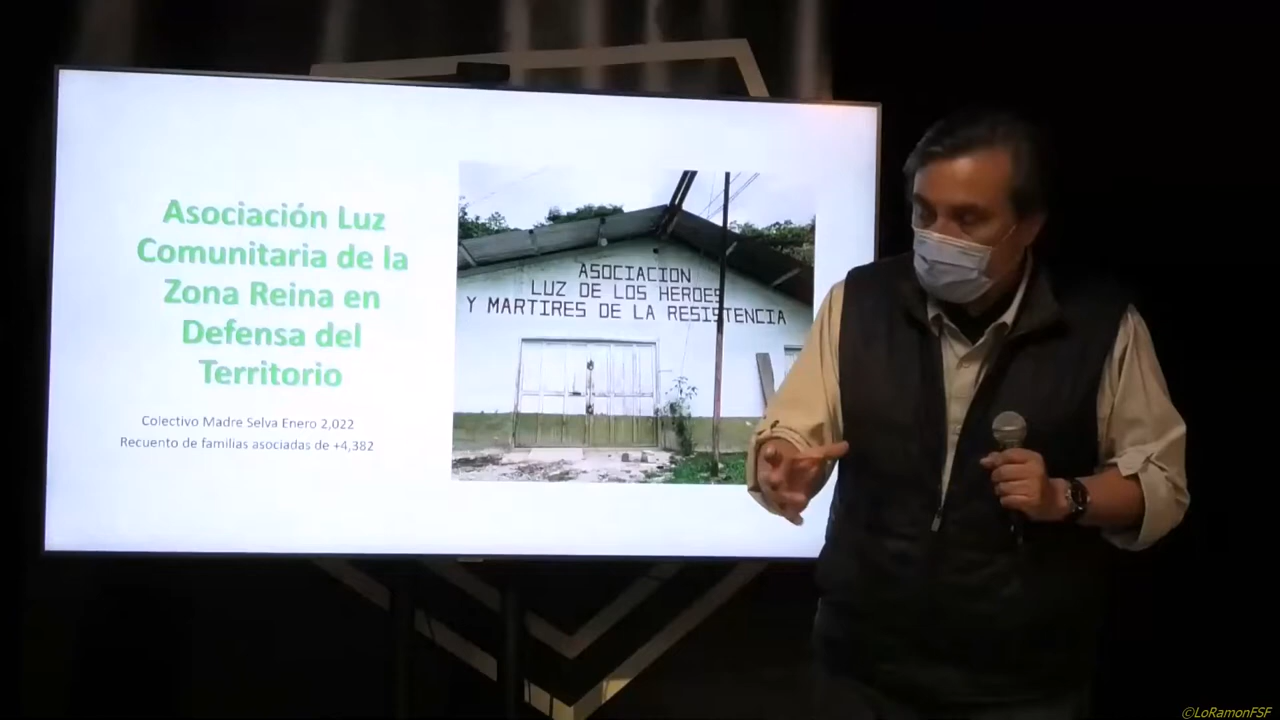 Asociación Luz
Comunitaria de la
Zona Reina en
Defensa del
Territorio
Colectivo Madre Selva Enero 2,022
Recuento de familias asociadas de +4,382
ASOCIACION
LUZ DE LOS HEROES
Y MARTIRES DE LA RESISTENCIA
©LoRamonFSF